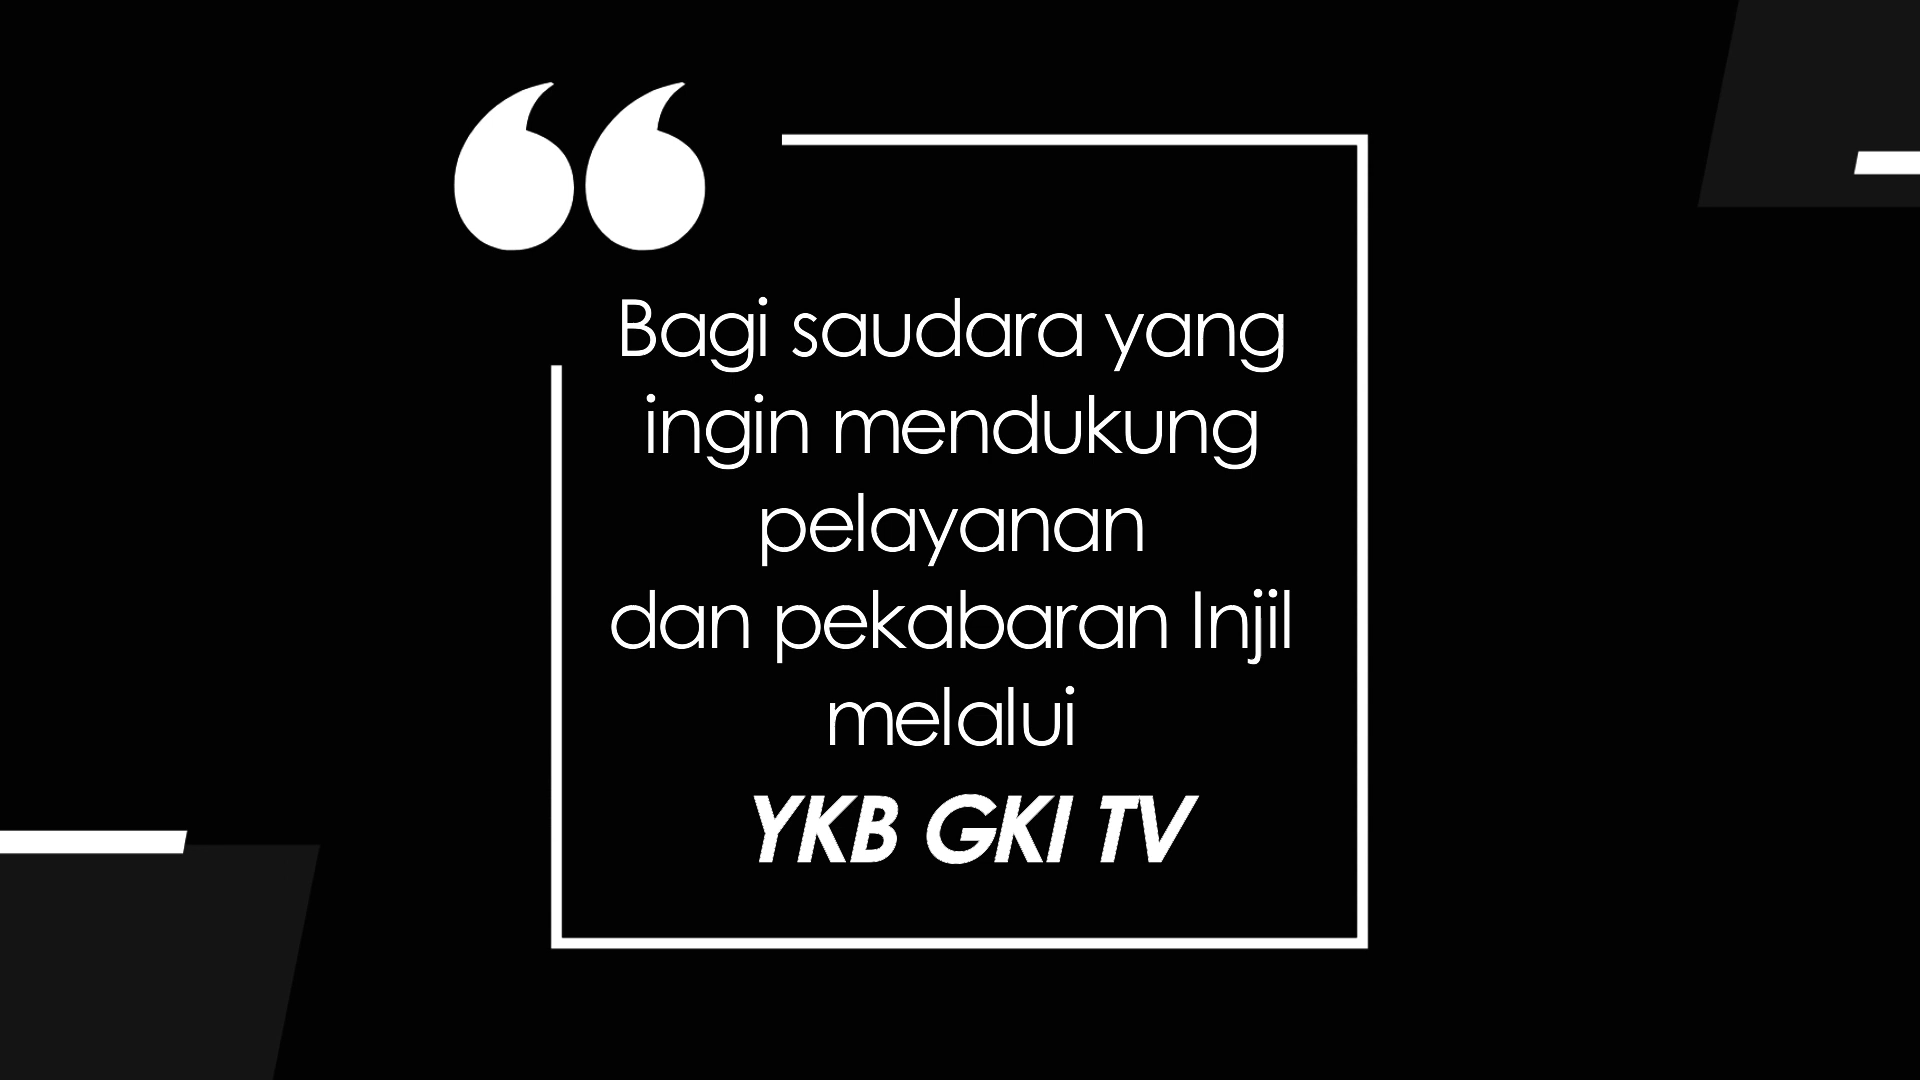 Bagi saudara yang
ingin mendukung
pelayanan
dan pekabaran Injil
melalui
YKB GKI TV